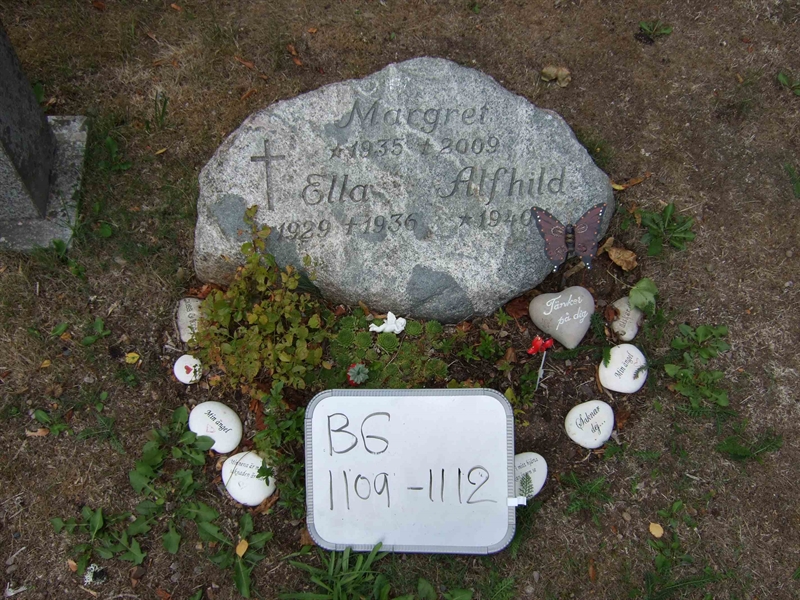 Margret
*1935 +2009
Ella Alfhild
*1929 +1936 *1940
Tänker
på dig
Min ängel
Saknar
dig...
Min ängel
BG
1109-1112